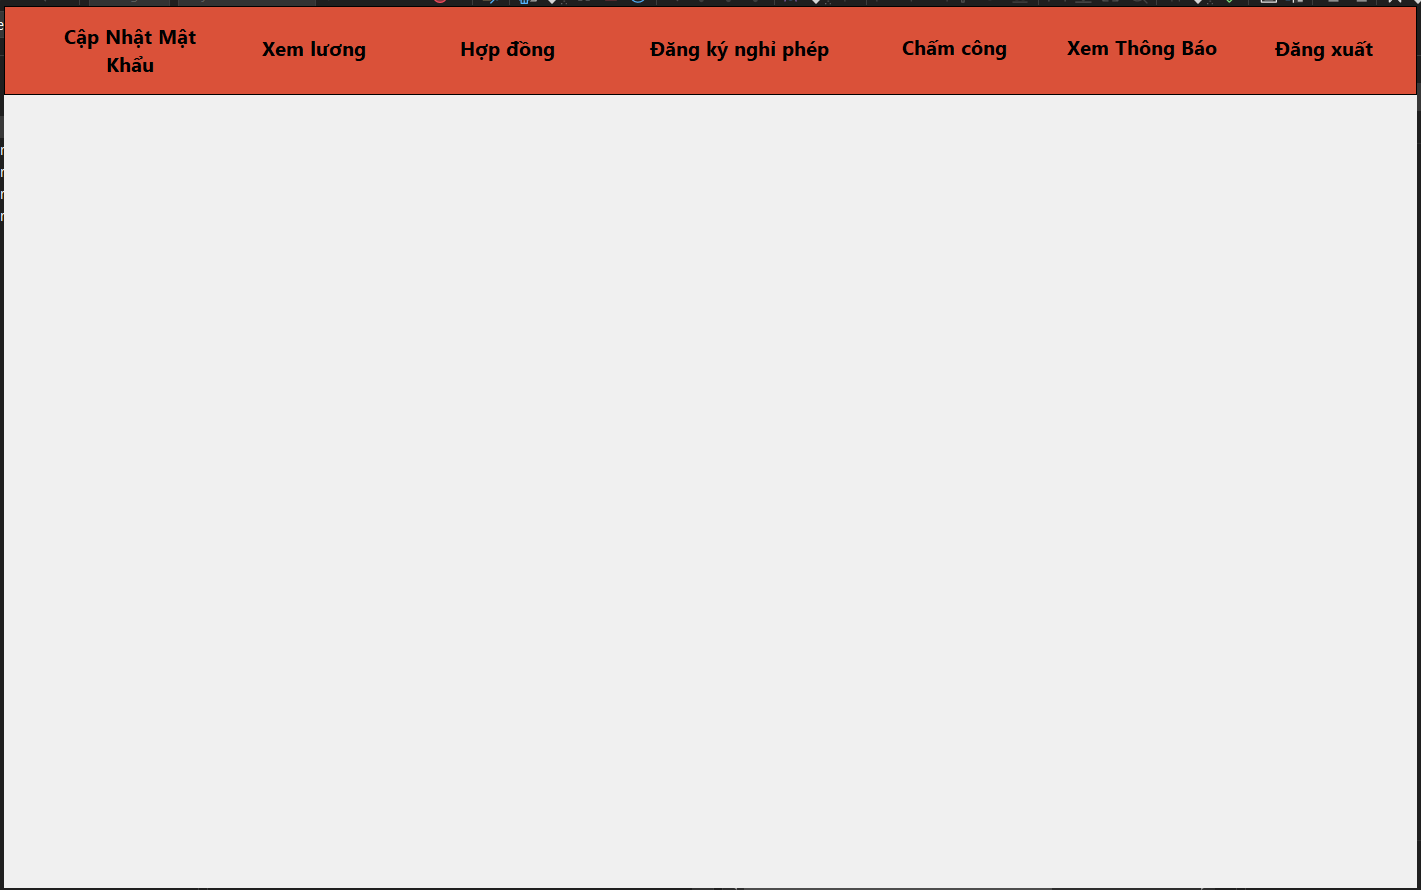 Cập Nhật Mật
Khẩu
Xem lương
Hợp đồng
Đăng ký nghỉ phép
Chấm công
Xem Thông Báo
Đăng xuất